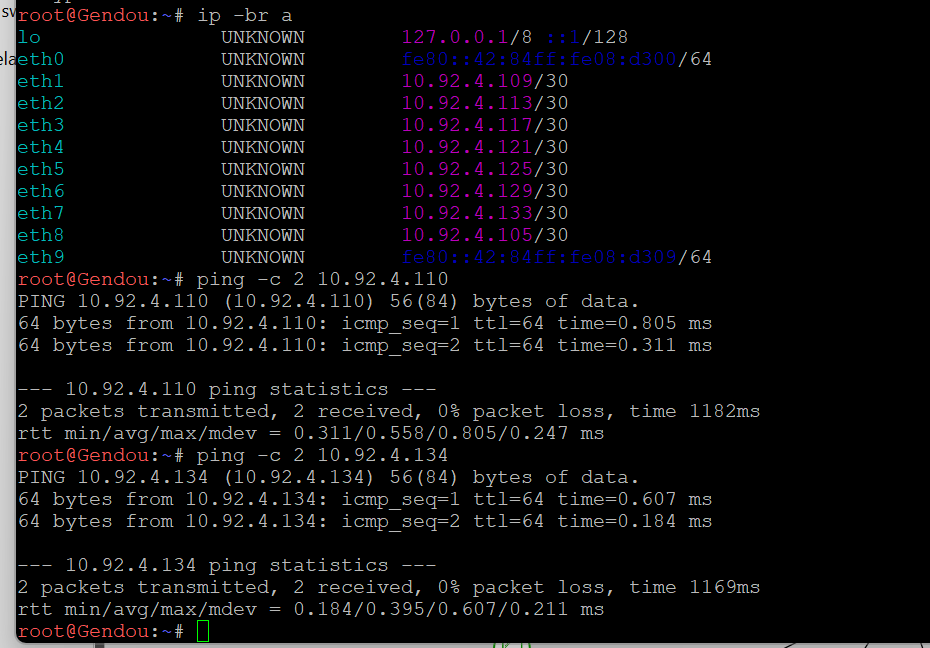 root@Gendou:~# ip -br a
lo UNKNOWN 127.0.0.1/8 ::1/128
eth0 UNKNOWN fe80::42:84ff:fe08:d300/64
eth1 UNKNOWN 10.92.4.109/30
eth2 UNKNOWN 10.92.4.113/30
eth3 UNKNOWN 10.92.4.117/30
eth4 UNKNOWN 10.92.4.121/30
eth5 UNKNOWN 10.92.4.125/30
eth6 UNKNOWN 10.92.4.129/30
eth7 UNKNOWN 10.92.4.133/30
eth8 UNKNOWN 10.92.4.105/30
eth9 UNKNOWN fe80::42:84ff:fe08:d309/64
root@Gendou:~# ping -c 2 10.92.4.110
PING 10.92.4.110 (10.92.4.110) 56(84) bytes of data.
64 bytes from 10.92.4.110: icmp_seq=1 ttl=64 time=0.805 ms
64 bytes from 10.92.4.110: icmp_seq=2 ttl=64 time=0.311 ms

--- 10.92.4.110 ping statistics ---
2 packets transmitted, 2 received, 0% packet loss, time 1182ms
rtt min/avg/max/mdev = 0.311/0.558/0.805/0.247 ms
root@Gendou:~# ping -c 2 10.92.4.134
PING 10.92.4.134 (10.92.4.134) 56(84) bytes of data.
64 bytes from 10.92.4.134: icmp_seq=1 ttl=64 time=0.607 ms
64 bytes from 10.92.4.134: icmp_seq=2 ttl=64 time=0.184 ms

--- 10.92.4.134 ping statistics ---
2 packets transmitted, 2 received, 0% packet loss, time 1169ms
rtt min/avg/max/mdev = 0.184/0.395/0.607/0.211 ms
root@Gendou:~#